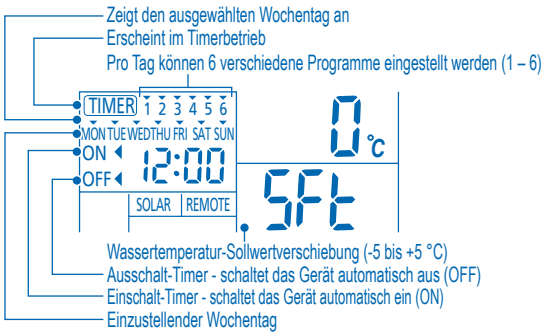 Zeigt den ausgewählten Wochentag an
Erscheint im Timerbetrieb
Pro Tag können 6 verschiedene Programme eingestellt werden (1 – 6)
TIMER 1 2 3 4 5 6
MON TUE WED THU FRI SAT SUN
ON
12:00
OFF
SOLAR REMOTE
0 °C
.SFt
Wassertemperatur-Sollwertverschiebung (-5 bis +5 °C)
Ausschalt-Timer - schaltet das Gerät automatisch aus (OFF)
Einschalt-Timer - schaltet das Gerät automatisch ein (ON)
Einzustellender Wochentag